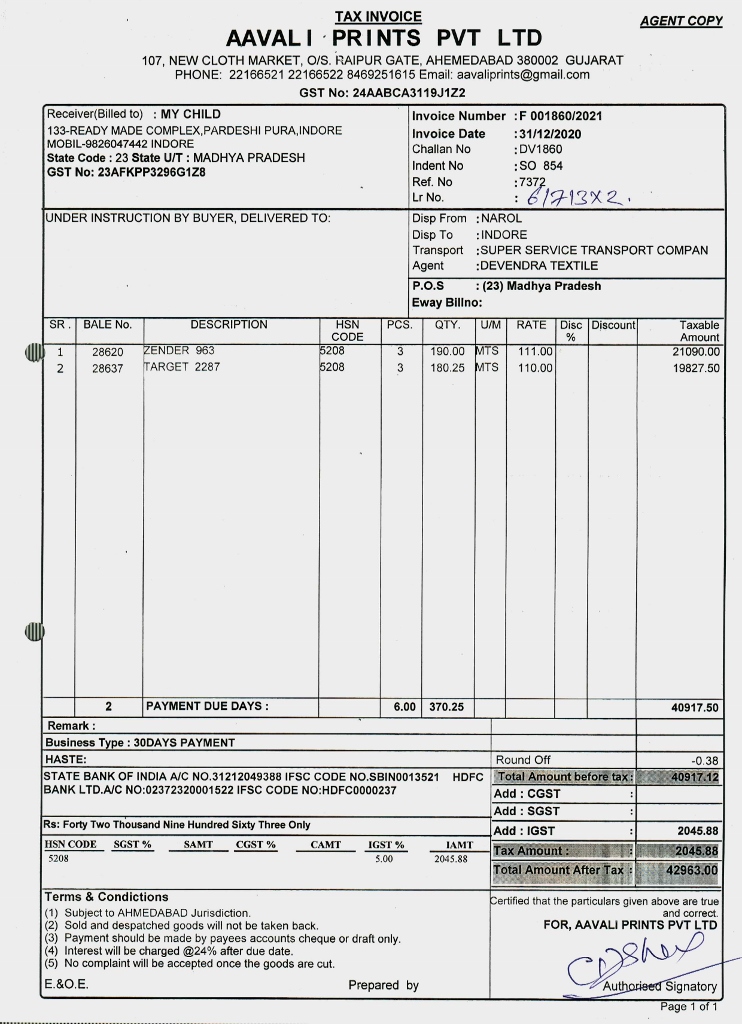 TAX INVOICE
AGENT COPY
AAVALI PRINTS PVT LTD
107, NEW CLOTH MARKET, O/S. RAIPUR GATE, AHEMEDABAD 380002 GUJARAT
PHONE: 22166521 22166522 8469251615 Email: aavaliprints@gmail.com
GST No: 24AABCA3119J1Z2
Receiver(Billed to) : MY CHILD
133-READY MADE COMPLEX,PARDESHI PURA,INDORE
MOBIL-9826047442 INDORE
State Code : 23 State U/T : MADHYA PRADESH
GST No: 23AFKPP3296G1Z8
Invoice Number : F 001860/2021
Invoice Date : 31/12/2020
Challan No : DV1860
Indent No : SO 854
Ref. No : 7372
Lr No. : 61713X2.
UNDER INSTRUCTION BY BUYER, DELIVERED TO:
Disp From : NAROL
Disp To : INDORE
Transport : SUPER SERVICE TRANSPORT COMPAN
Agent : DEVENDRA TEXTILE
P.O.S : (23) Madhya Pradesh
Eway Billno:
SR. BALE No. DESCRIPTION HSN CODE PCS. QTY. U/M RATE Disc % Discount Taxable Amount
1 28620 ZENDER 963 5208 3 190.00 MTS 111.00 21090.00
2 28637 TARGET 2287 5208 3 180.25 MTS 110.00 19827.50
2 PAYMENT DUE DAYS : 6.00 370.25 40917.50
Remark :
Business Type : 30DAYS PAYMENT
HASTE:
Round Off -0.38
STATE BANK OF INDIA A/C NO.31212049388 IFSC CODE NO.SBIN0013521 HDFC
BANK LTD.A/C NO:02372320001522 IFSC CODE NO:HDFC0000237
Total Amount before tax : 40917.12
Add : CGST :
Add : SGST :
Rs: Forty Two Thousand Nine Hundred Sixty Three Only
Add : IGST : 2045.88
HSN CODE SGST % SAMT CGST % CAMT IGST % IAMT
5208 5.00 2045.88
Tax Amount : 2045.88
Total Amount After Tax : 42963.00
Terms & Conditions
(1) Subject to AHMEDABAD Jurisdiction.
(2) Sold and despatched goods will not be taken back.
(3) Payment should be made by payees accounts cheque or draft only.
(4) Interest will be charged @24% after due date.
(5) No complaint will be accepted once the goods are cut.
E.&O.E. Prepared by
Certified that the particulars given above are true
and correct.
FOR, AAVALI PRINTS PVT LTD
Authorised Signatory
Page 1 of 1